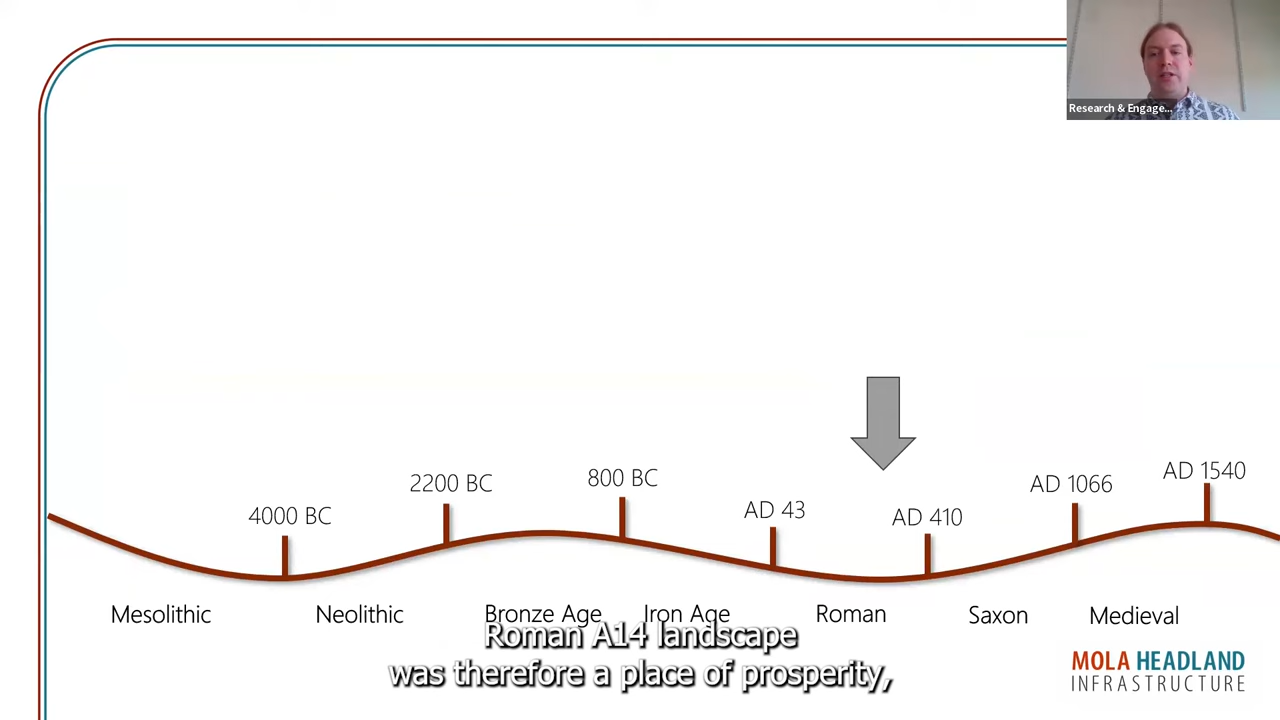 Research & Engage...
AD 1540
800 BC
2200 BC
AD 1066
AD 43
4000 BC
AD 410
Mesolithic
Neolithic
Bronze Age
Iron Age
Roman
Saxon
Medieval
Roman A14 landscape
was therefore a place of prosperity,
MOLA HEADLAND
INFRASTRUCTURE